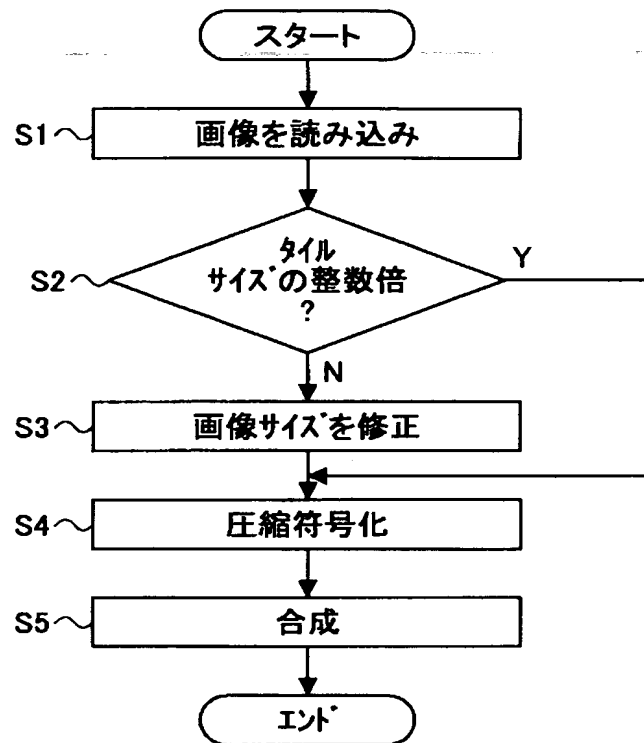 スタート
S1
画像を読み込み
S2
ﾀｲﾙ
ｻｲｽﾞの整数倍
?
Y
N
S3
画像ｻｲｽﾞを修正
S4
圧縮符号化
S5
合成
ｴﾝﾄﾞ